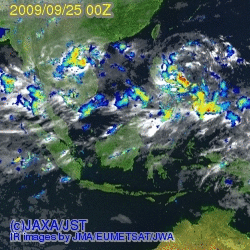 2009/09/25 00Z
(c)JAXA/JST
IR images by JMA/EUMETSAT/JWA